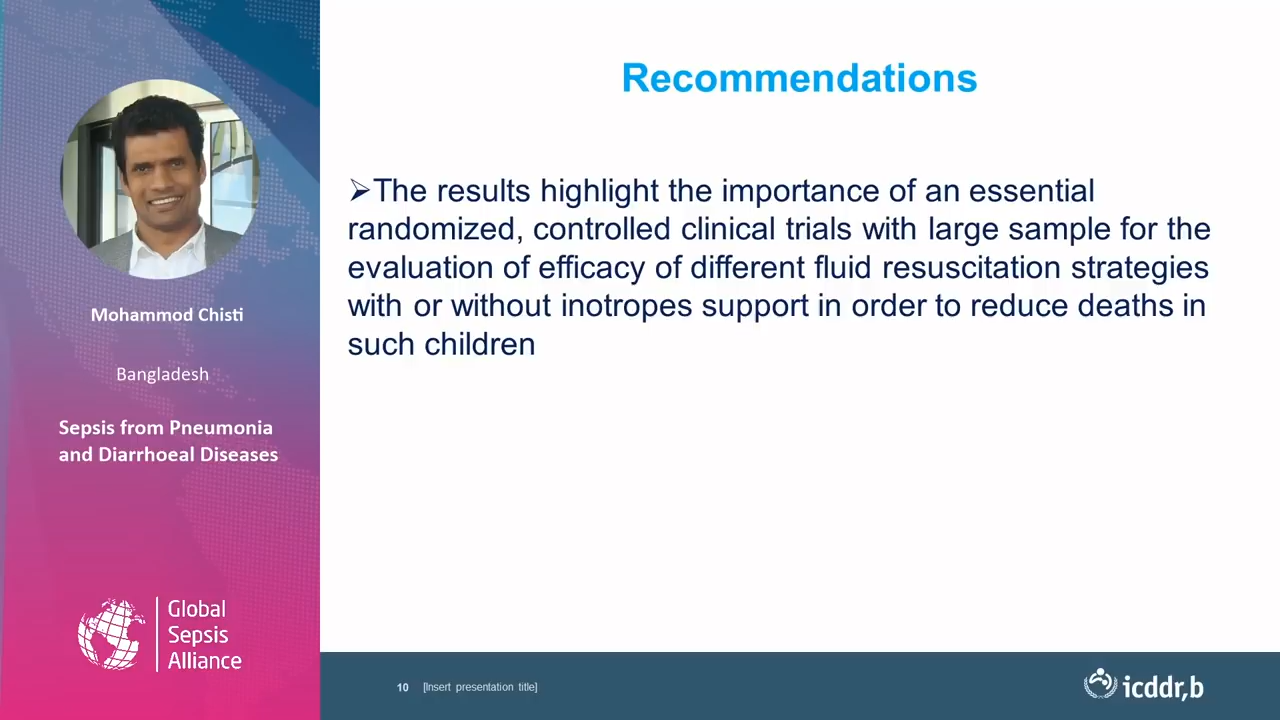 Mohammod Chisti
Bangladesh
Sepsis from Pneumonia
and Diarrhoeal Diseases
Global
Sepsis
Alliance
Recommendations
➢The results highlight the importance of an essential
randomized, controlled clinical trials with large sample for the
evaluation of efficacy of different fluid resuscitation strategies
with or without inotropes support in order to reduce deaths in
such children
10 [Insert presentation title]
icddr,b